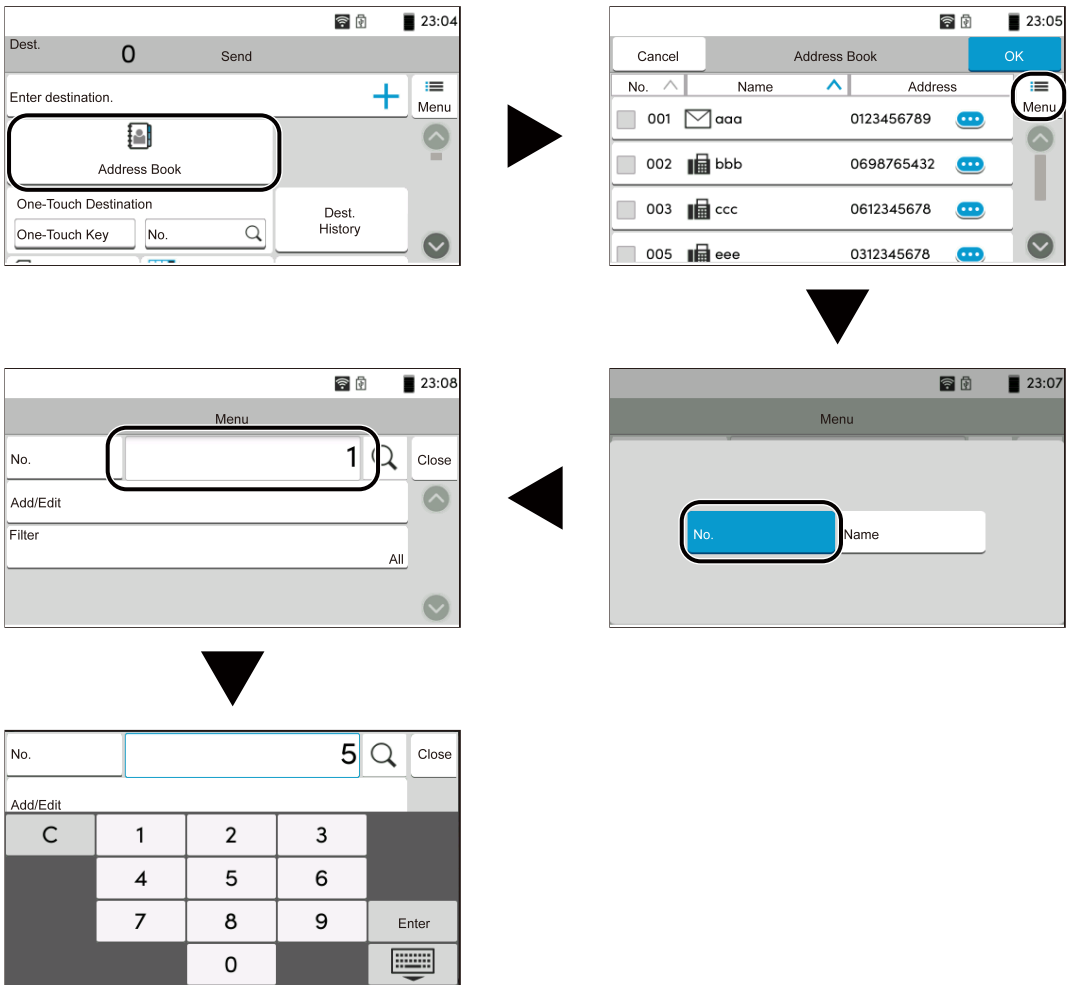 23:04
Dest.
0
Send
Enter destination.
Menu
Address Book
One-Touch Destination
One-Touch Key
No.
Dest.
History
23:05
Cancel
Address Book
OK
No.
Name
Address
Menu
001 aaa 0123456789
002 bbb 0698765432
003 ccc 0612345678
005 eee 0312345678
23:07
Menu
No.
Name
23:08
Menu
No.
1
Close
Add/Edit
Filter
All
No.
5
Close
Add/Edit
C 1 2 3
4 5 6
7 8 9 Enter
0